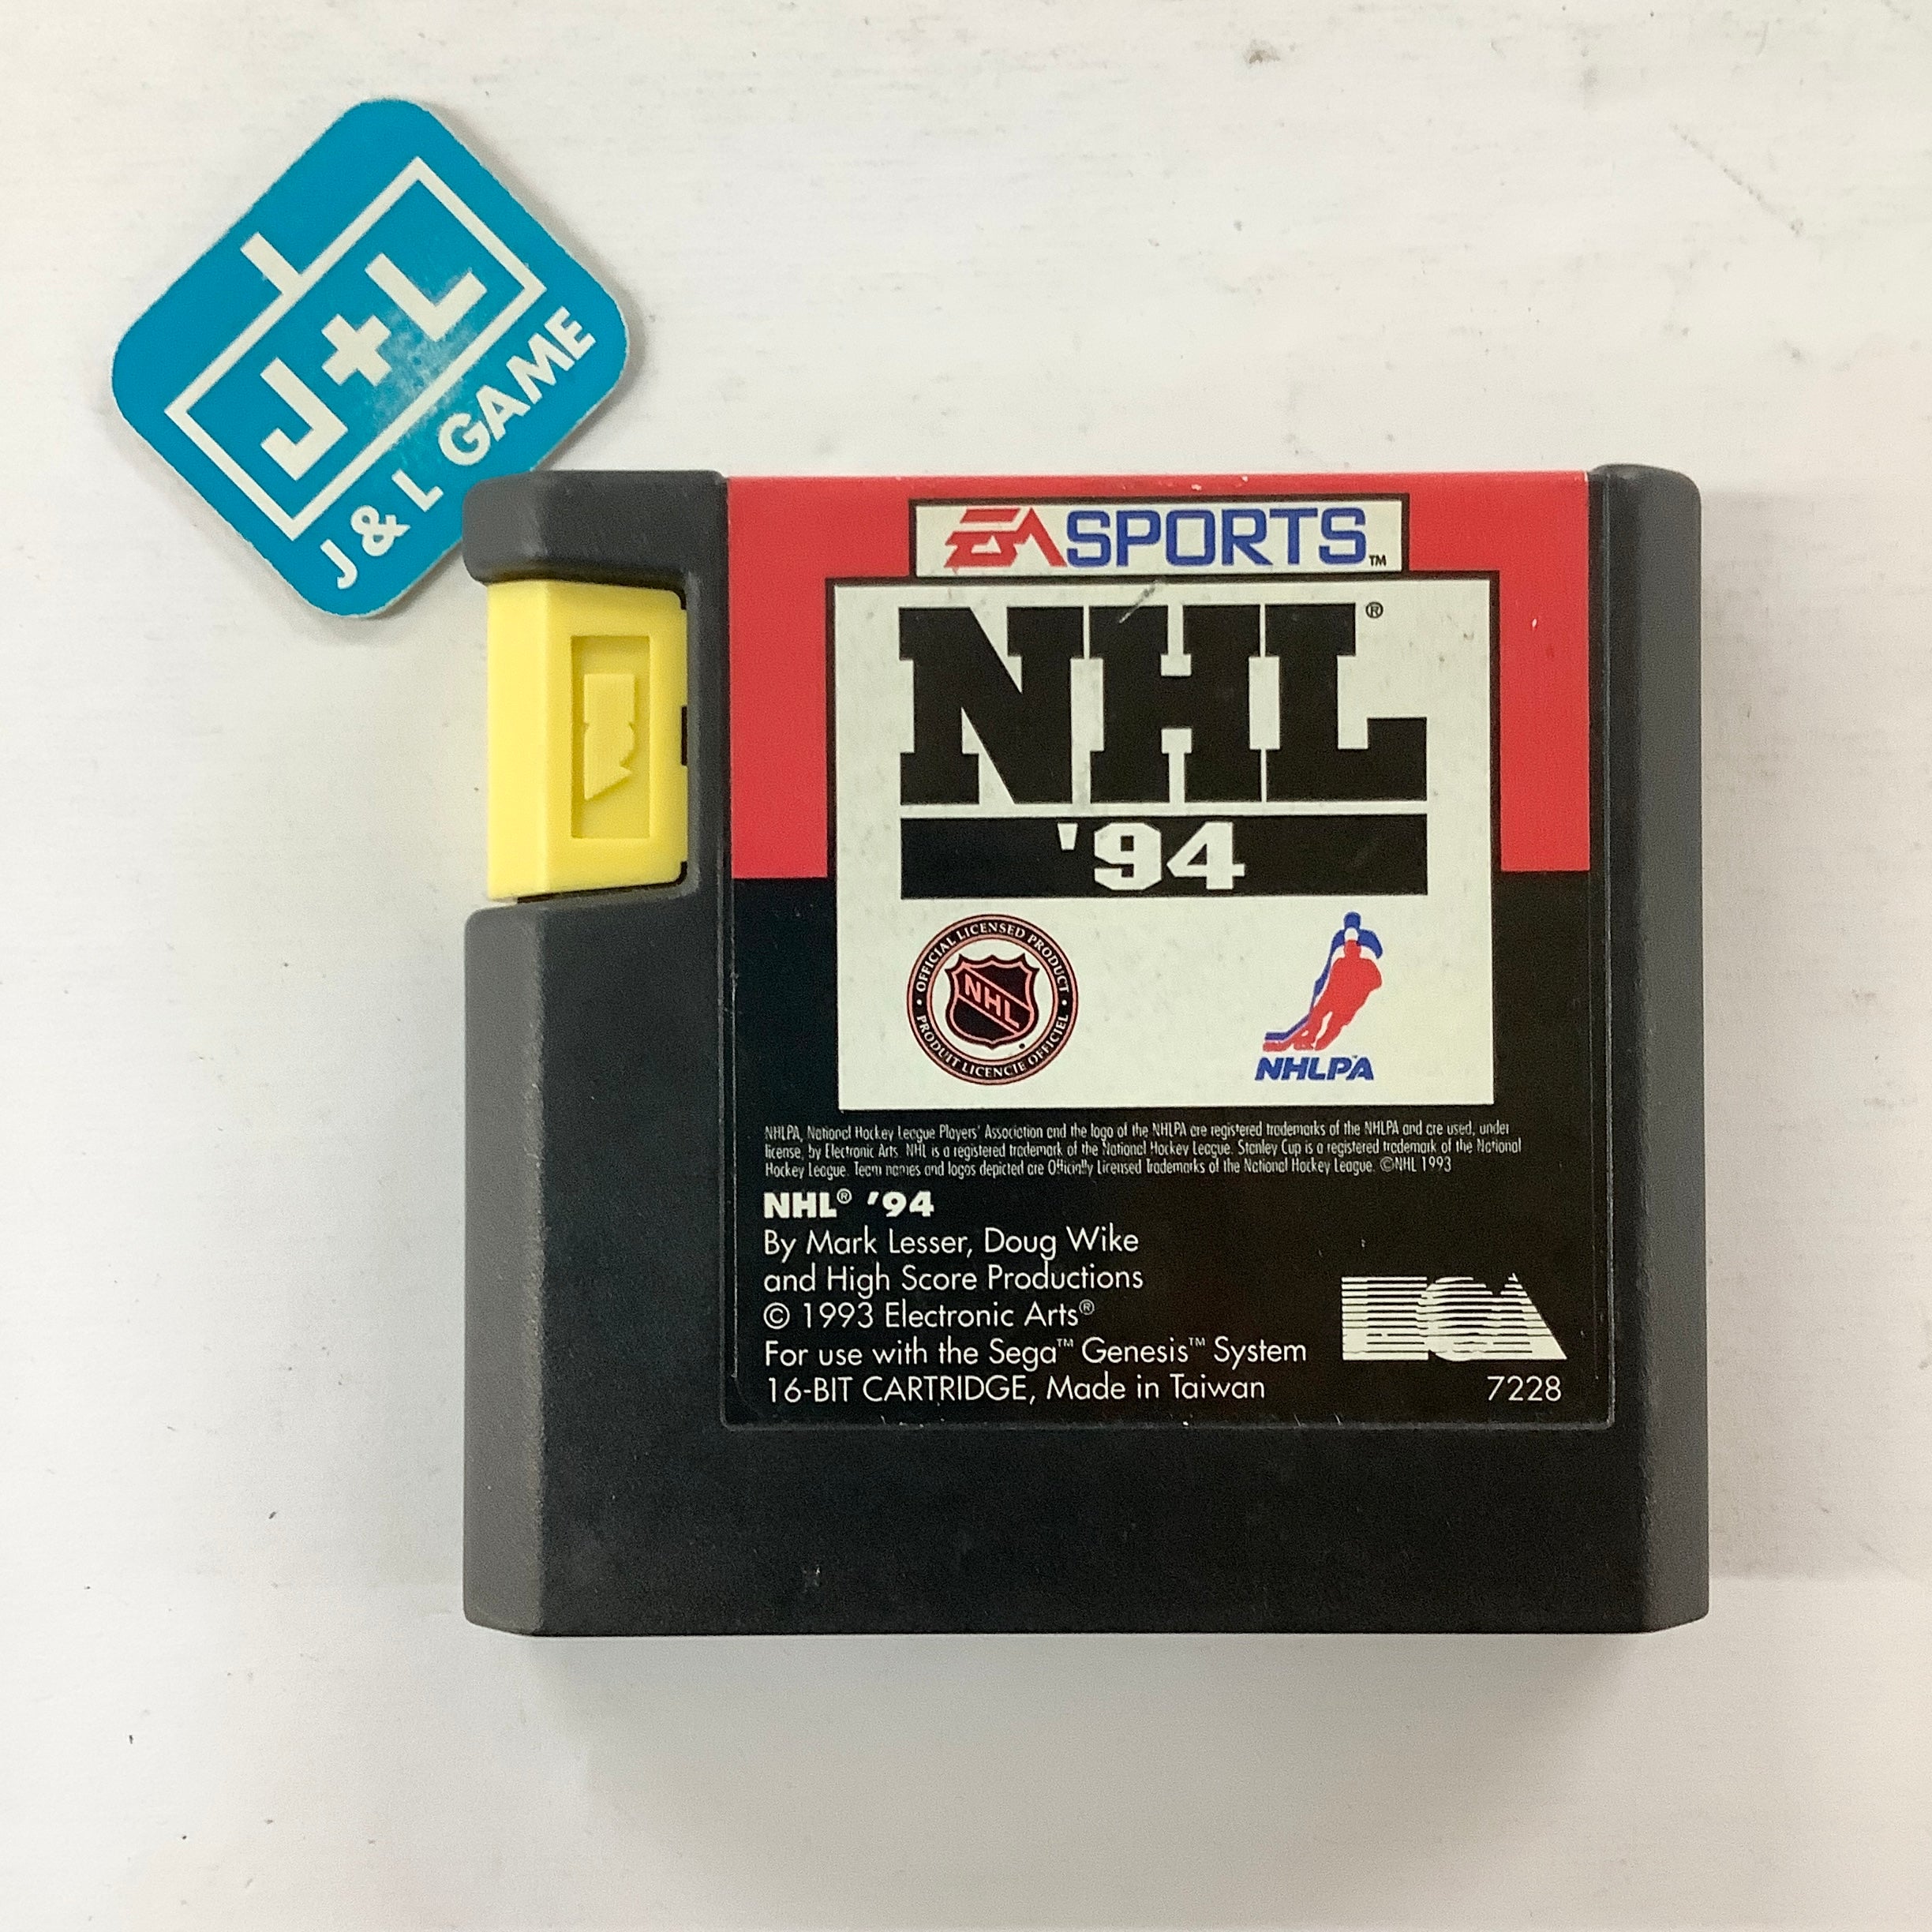 J+L
J & L GAME
EA SPORTS™
NHL®
'94
• OFFICIAL LICENSED PRODUCT •
NHL
PRODUIT LICENCIE OFFICIEL
NHLPA™
NHLPA, National Hockey League Players' Association and the logo of the NHLPA are registered trademarks of the NHLPA and are used, under
license, by Electronic Arts. NHL is a registered trademark of the National Hockey League. Stanley Cup is a registered trademark of the National
Hockey League. Team names and logos depicted are Officially Licensed trademarks of the National Hockey League. ©NHL 1993
NHL® '94
By Mark Lesser, Doug Wike
and High Score Productions
© 1993 Electronic Arts®
For use with the Sega™ Genesis™ System
16-BIT CARTRIDGE, Made in Taiwan
EA
7228